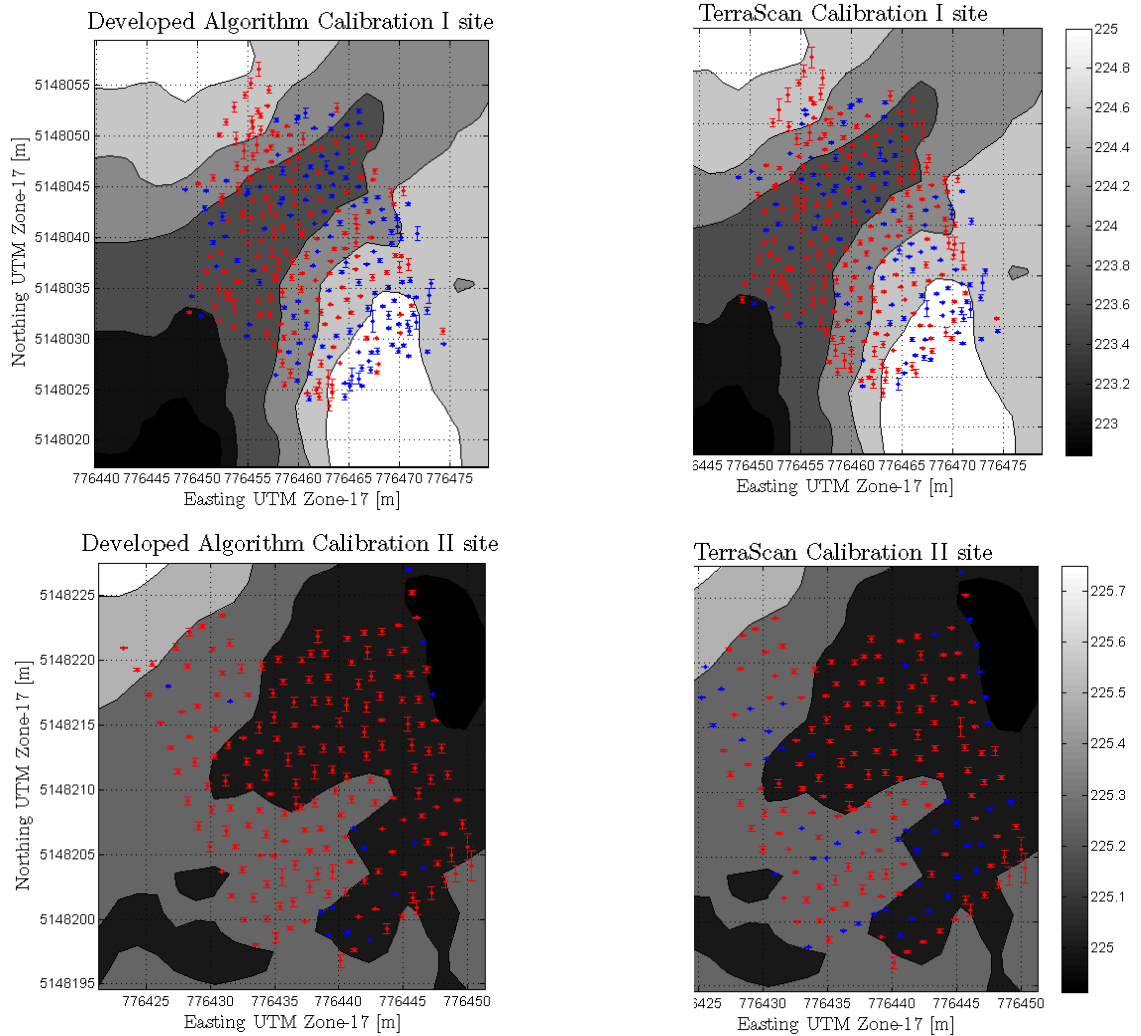 Developed Algorithm Calibration I site
TerraScan Calibration I site
5148055
5148050
5148045
5148040
5148035
5148030
5148025
5148020
Northing UTM Zone-17 [m]
776440 776445 776450 776455 776460 776465 776470 776475
Easting UTM Zone-17 [m]
445 776450 776455 776460 776465 776470 776475
Easting UTM Zone-17 [m]
225
224.8
224.6
224.4
224.2
224
223.8
223.6
223.4
223.2
223
Developed Algorithm Calibration II site
TerraScan Calibration II site
5148225
5148220
5148215
5148210
5148205
5148200
5148195
Northing UTM Zone-17 [m]
776425 776430 776435 776440 776445 776450
Easting UTM Zone-17 [m]
425 776430 776435 776440 776445 776450
Easting UTM Zone-17 [m]
225.7
225.6
225.5
225.4
225.3
225.2
225.1
225